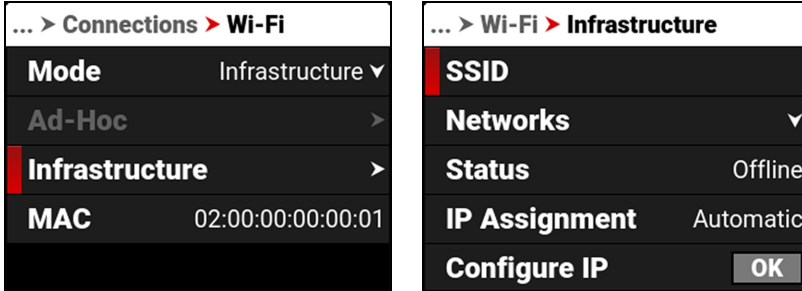 ... > Connections > Wi-Fi
Mode Infrastructure
Ad-Hoc >
Infrastructure >
MAC 02:00:00:00:00:01
... > Wi-Fi > Infrastructure
SSID
Networks
Status Offline
IP Assignment Automatic
Configure IP OK